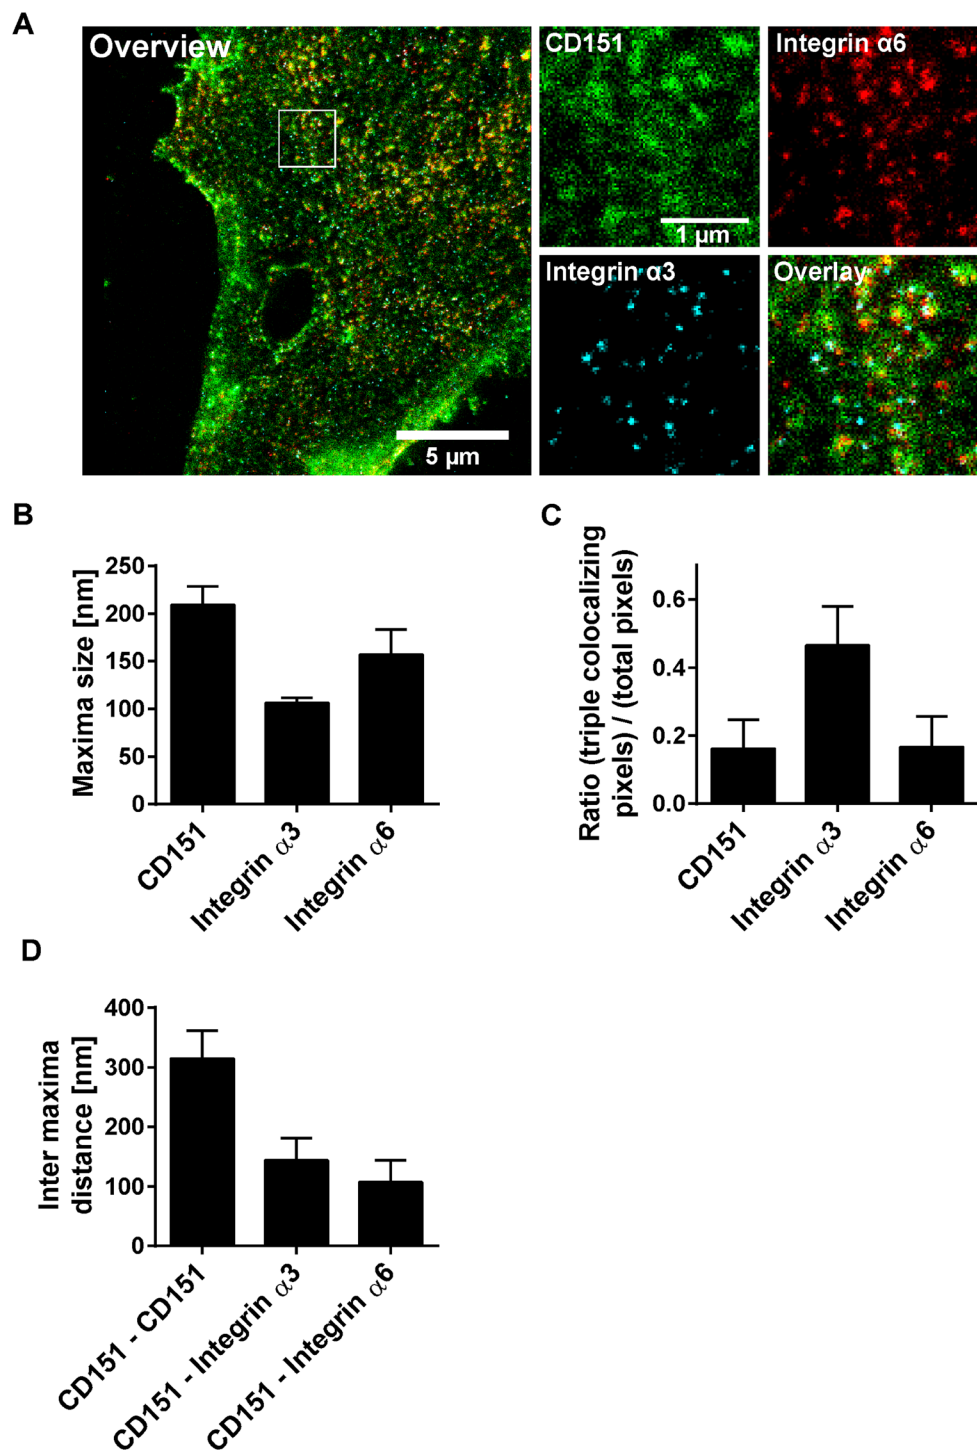 A
Overview
CD151
Integrin α6
1 µm
Integrin α3
Overlay
5 µm
B
Maxima size [nm]
250
200
150
100
50
0
CD151
Integrin α3
Integrin α6
C
Ratio (triple colocalizing
pixels) / (total pixels)
0.6
0.4
0.2
0.0
CD151
Integrin α3
Integrin α6
D
Inter maxima
distance [nm]
400
300
200
100
0
CD151 - CD151
CD151 - Integrin α3
CD151 - Integrin α6